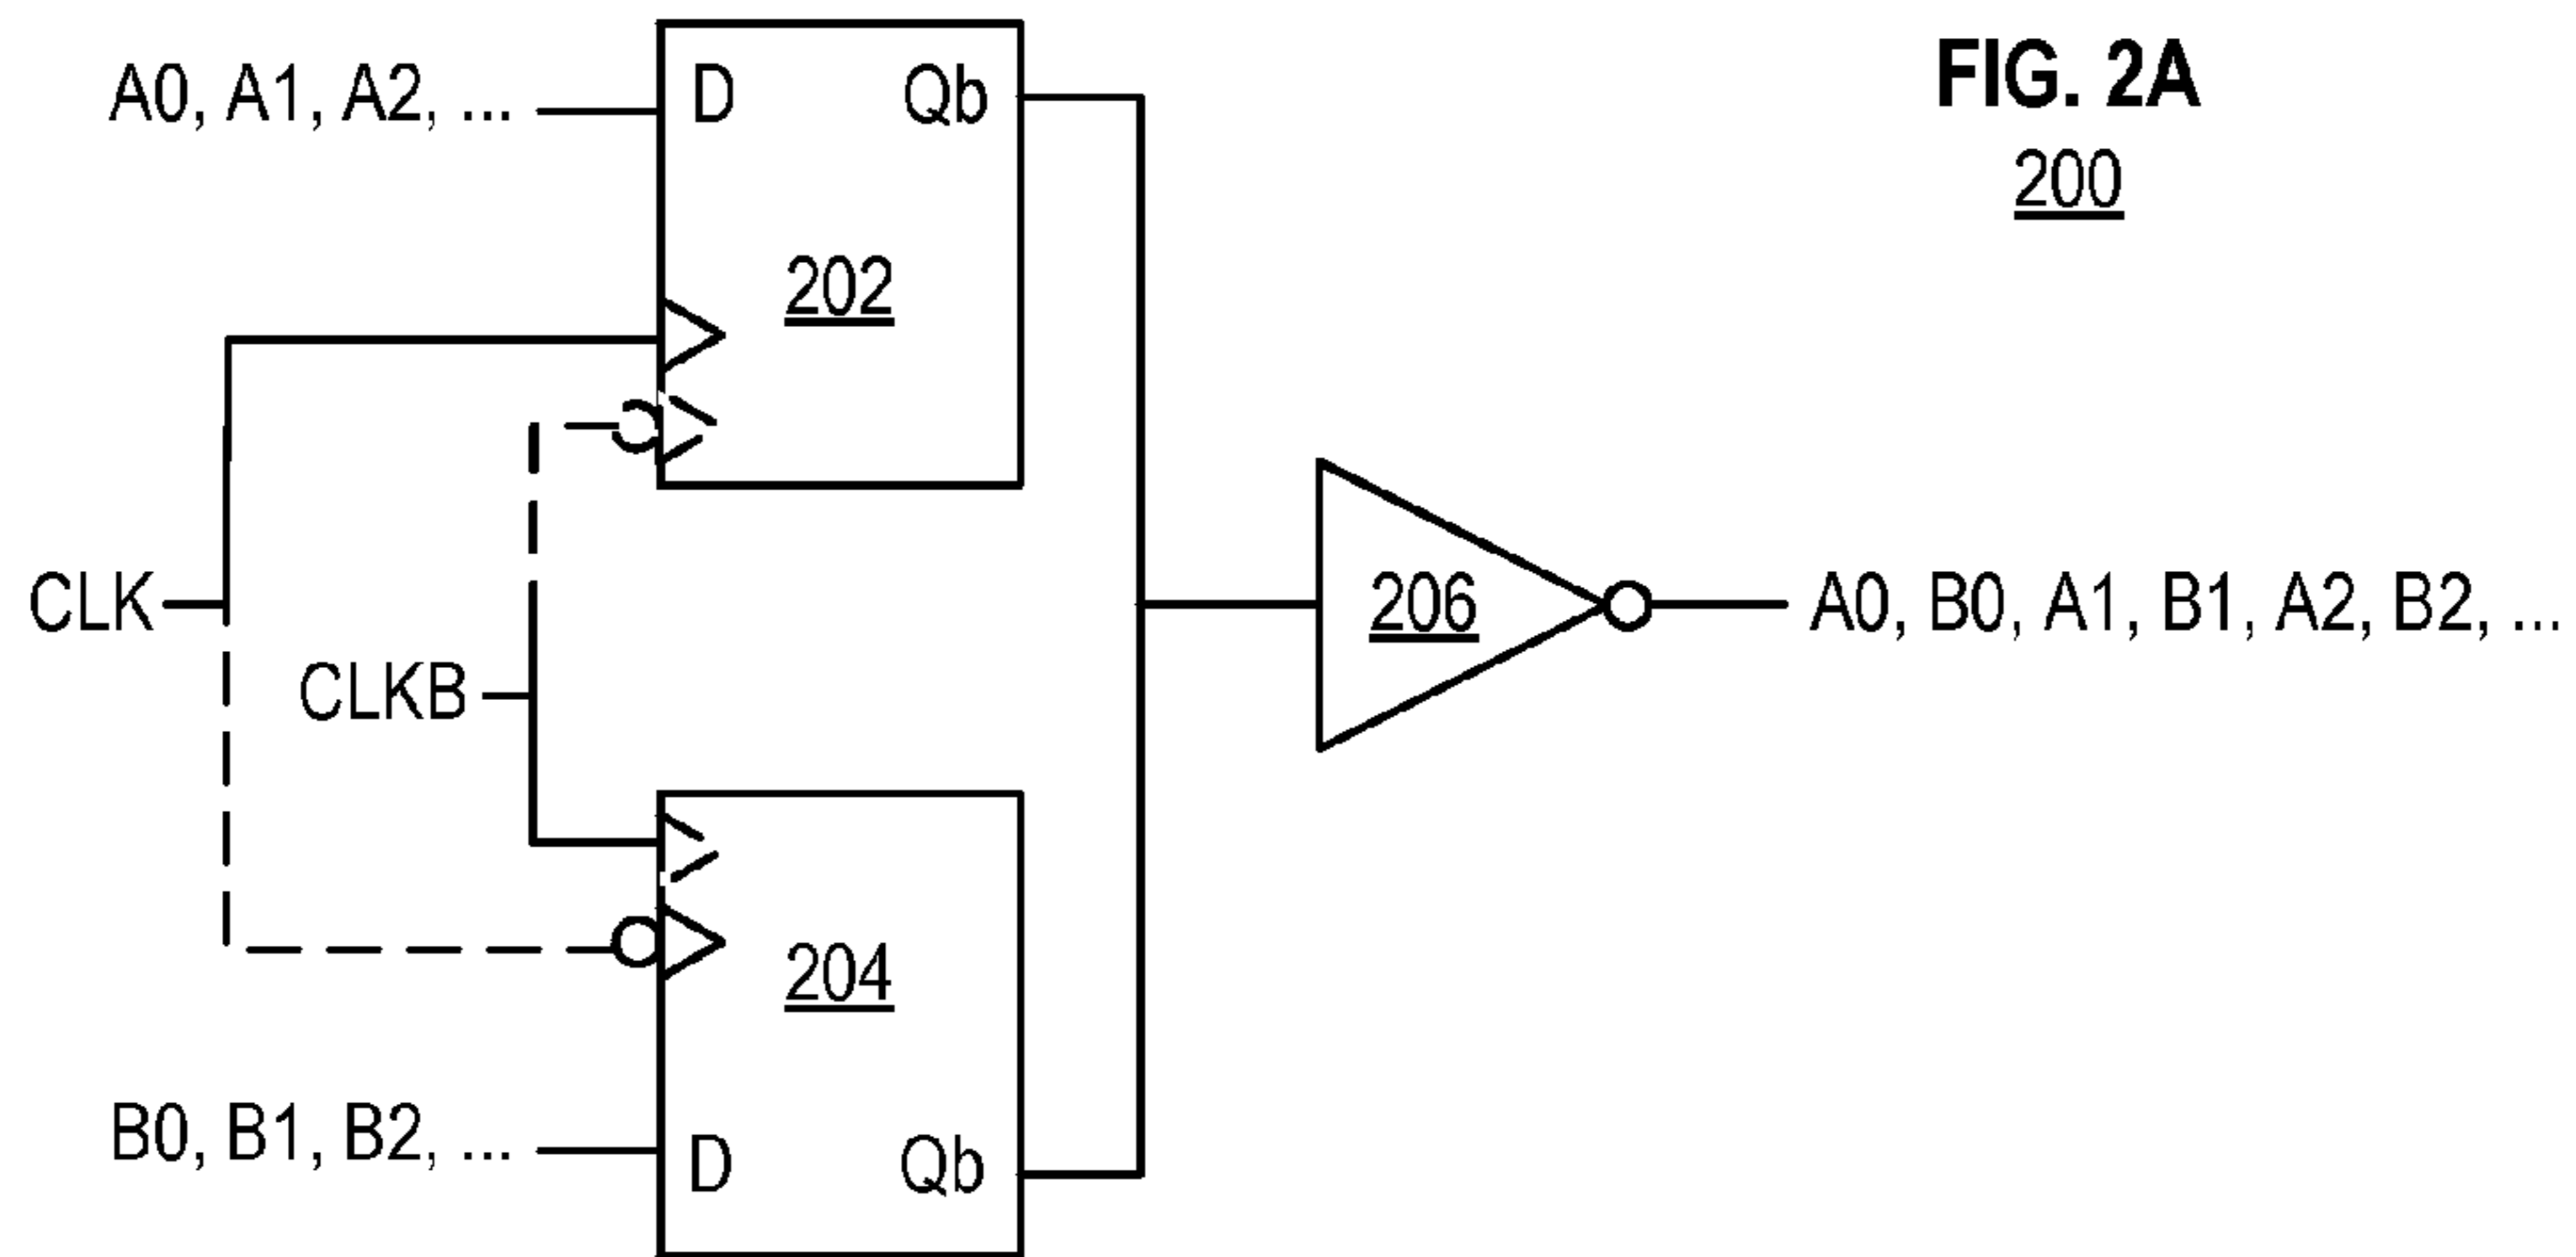 FIG. 2A
200
A0, A1, A2, ...
D
Qb
202
CLK
CLKB
206
A0, B0, A1, B1, A2, B2, ...
204
B0, B1, B2, ...
D
Qb